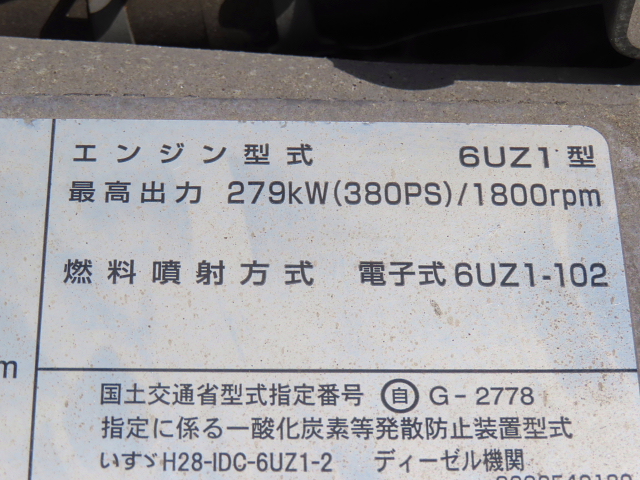 エンジン型式 6UZ1型
最高出力 279kW(380PS)/1800rpm
燃料噴射方式 電子式6UZ1-102
m
国土交通省型式指定番号 自 G-2778
指定に係る一酸化炭素等発散防止装置型式
いすゞH28-IDC-6UZ1-2 ディーゼル機関